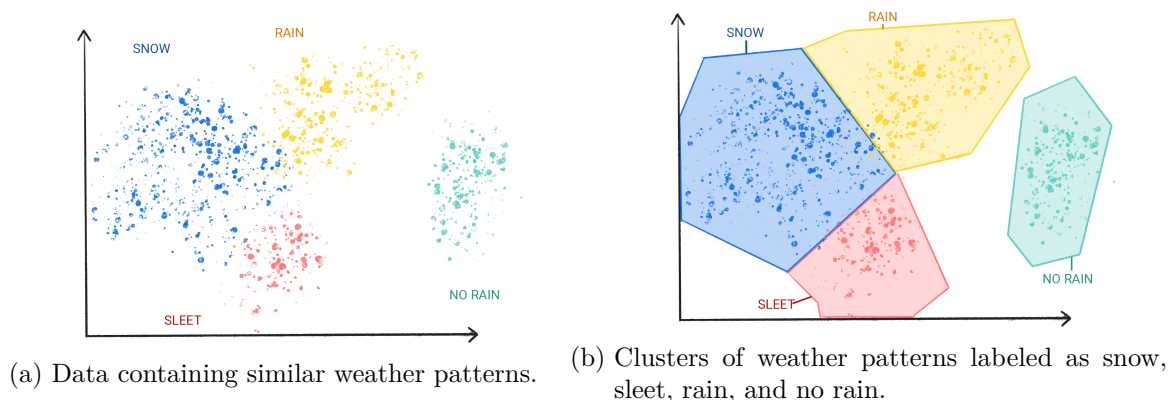 SNOW
RAIN
NO RAIN
SLEET
(a) Data containing similar weather patterns.
RAIN
SNOW
NO RAIN
SLEET
(b) Clusters of weather patterns labeled as snow,
sleet, rain, and no rain.